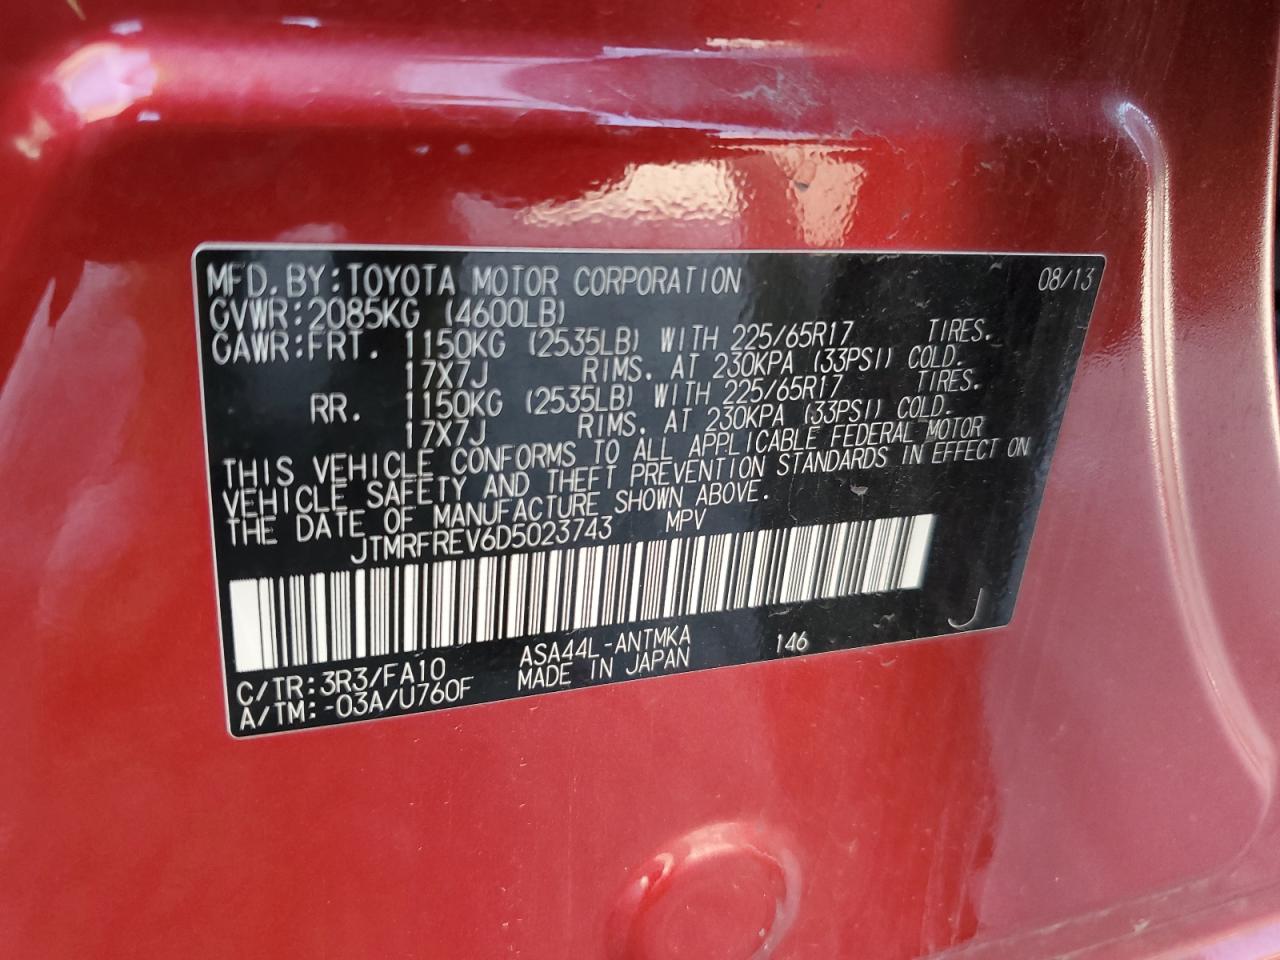 MFD. BY: TOYOTA MOTOR CORPORATION 08/13
GVWR: 2085KG (4600LB)
GAWR: FRT. 1150KG (2535LB) WITH 225/65R17 TIRES.
17X7J RIMS. AT 230KPA (33PSI) COLD.
RR. 1150KG (2535LB) WITH 225/65R17 TIRES.
17X7J RIMS. AT 230KPA (33PSI) COLD.
THIS VEHICLE CONFORMS TO ALL APPLICABLE FEDERAL MOTOR
VEHICLE SAFETY AND THEFT PREVENTION STANDARDS IN EFFECT ON
THE DATE OF MANUFACTURE SHOWN ABOVE.
JTMRFREV6D5023743 MPV
J
C/TR: 3R3/FA10 ASA44L-ANTMKA 146
A/TM: -03A/U760F MADE IN JAPAN